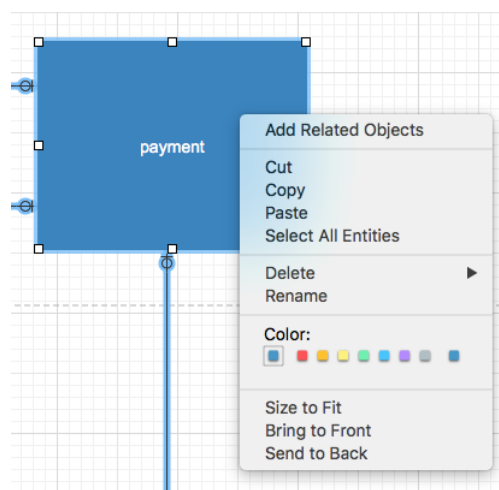 payment
Add Related Objects
Cut
Copy
Paste
Select All Entities
Delete
Rename
Color:
Size to Fit
Bring to Front
Send to Back